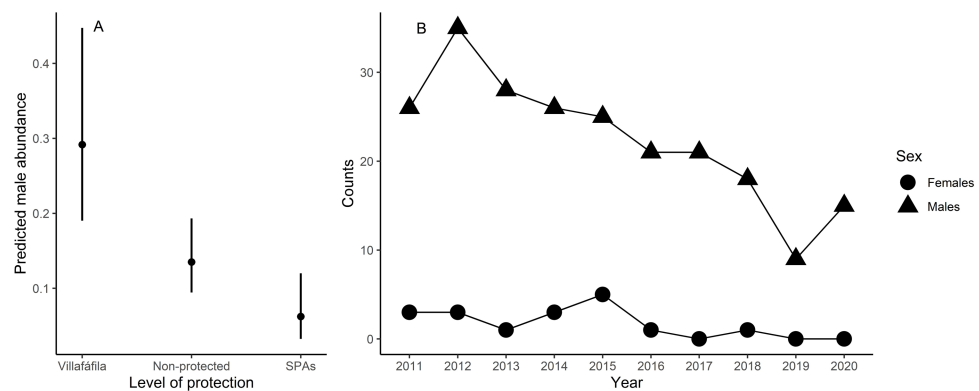 A
Predicted male abundance
0.4
0.3
0.2
0.1
Villafáfila Non-protected SPAs
Level of protection
B
Counts
30
20
10
0
2011 2012 2013 2014 2015 2016 2017 2018 2019 2020
Year
Sex
Females
Males